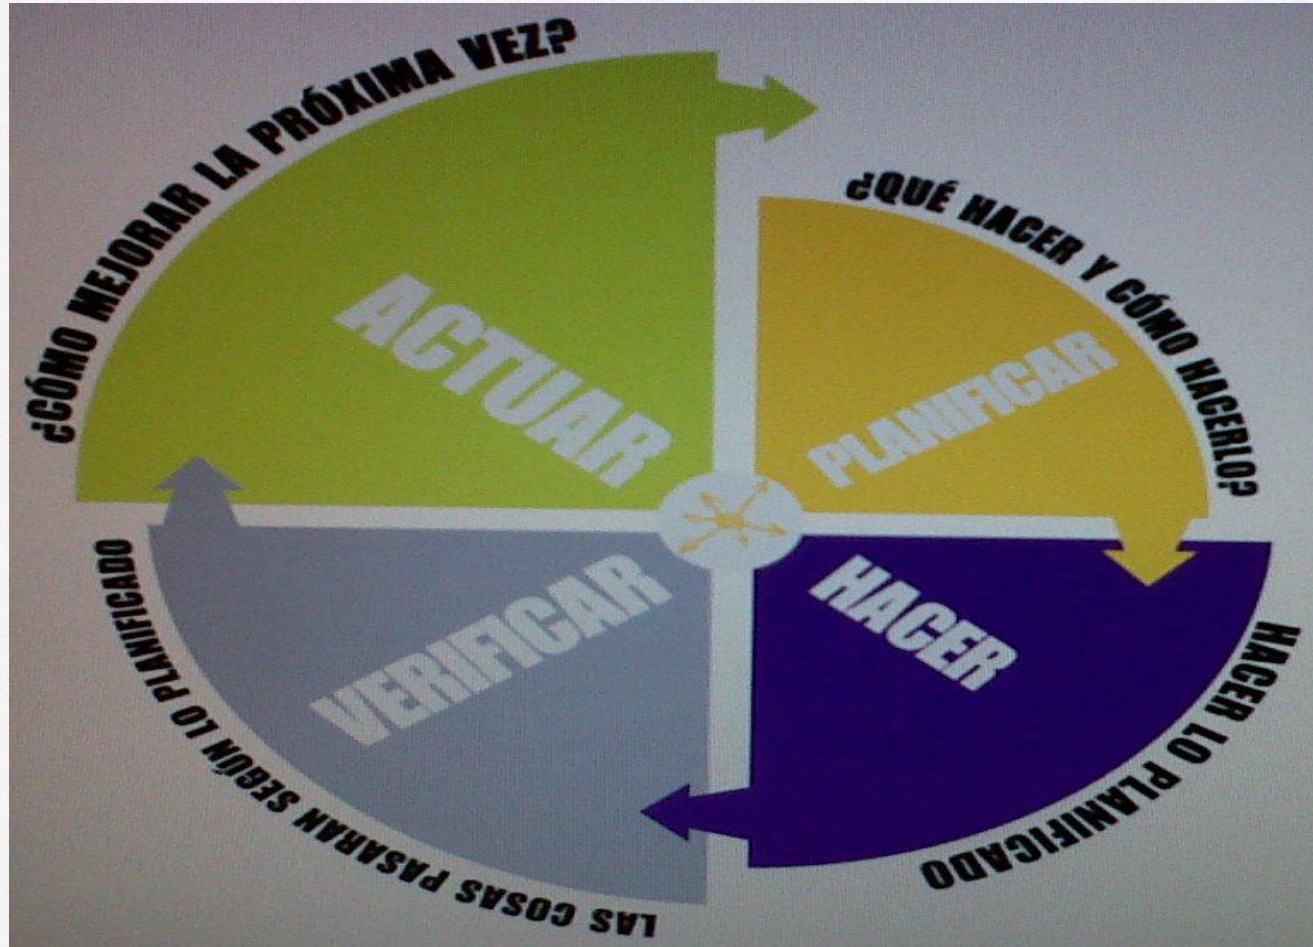 ¿CÓMO MEJORAR LA PRÓXIMA VEZ?
ACTUAR
¿QUÉ HACER Y CÓMO HACERLO?
PLANIFICAR
HACER
HACER LO PLANIFICADO
VERIFICAR
LAS COSAS PASARAN SEGÚN LO PLANIFICADO